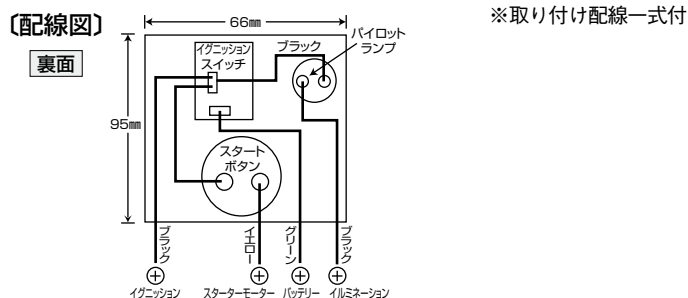 〔配線図〕
裏面
66㎜
95㎜
※取り付け配線一式付
イグニッション
スイッチ
ブラック
パイロット
ランプ
スタート
ボタン
ブラック
イエロー
グリーン
ブラック
イグニッション
スターターモーター
バッテリー
イルミネーション